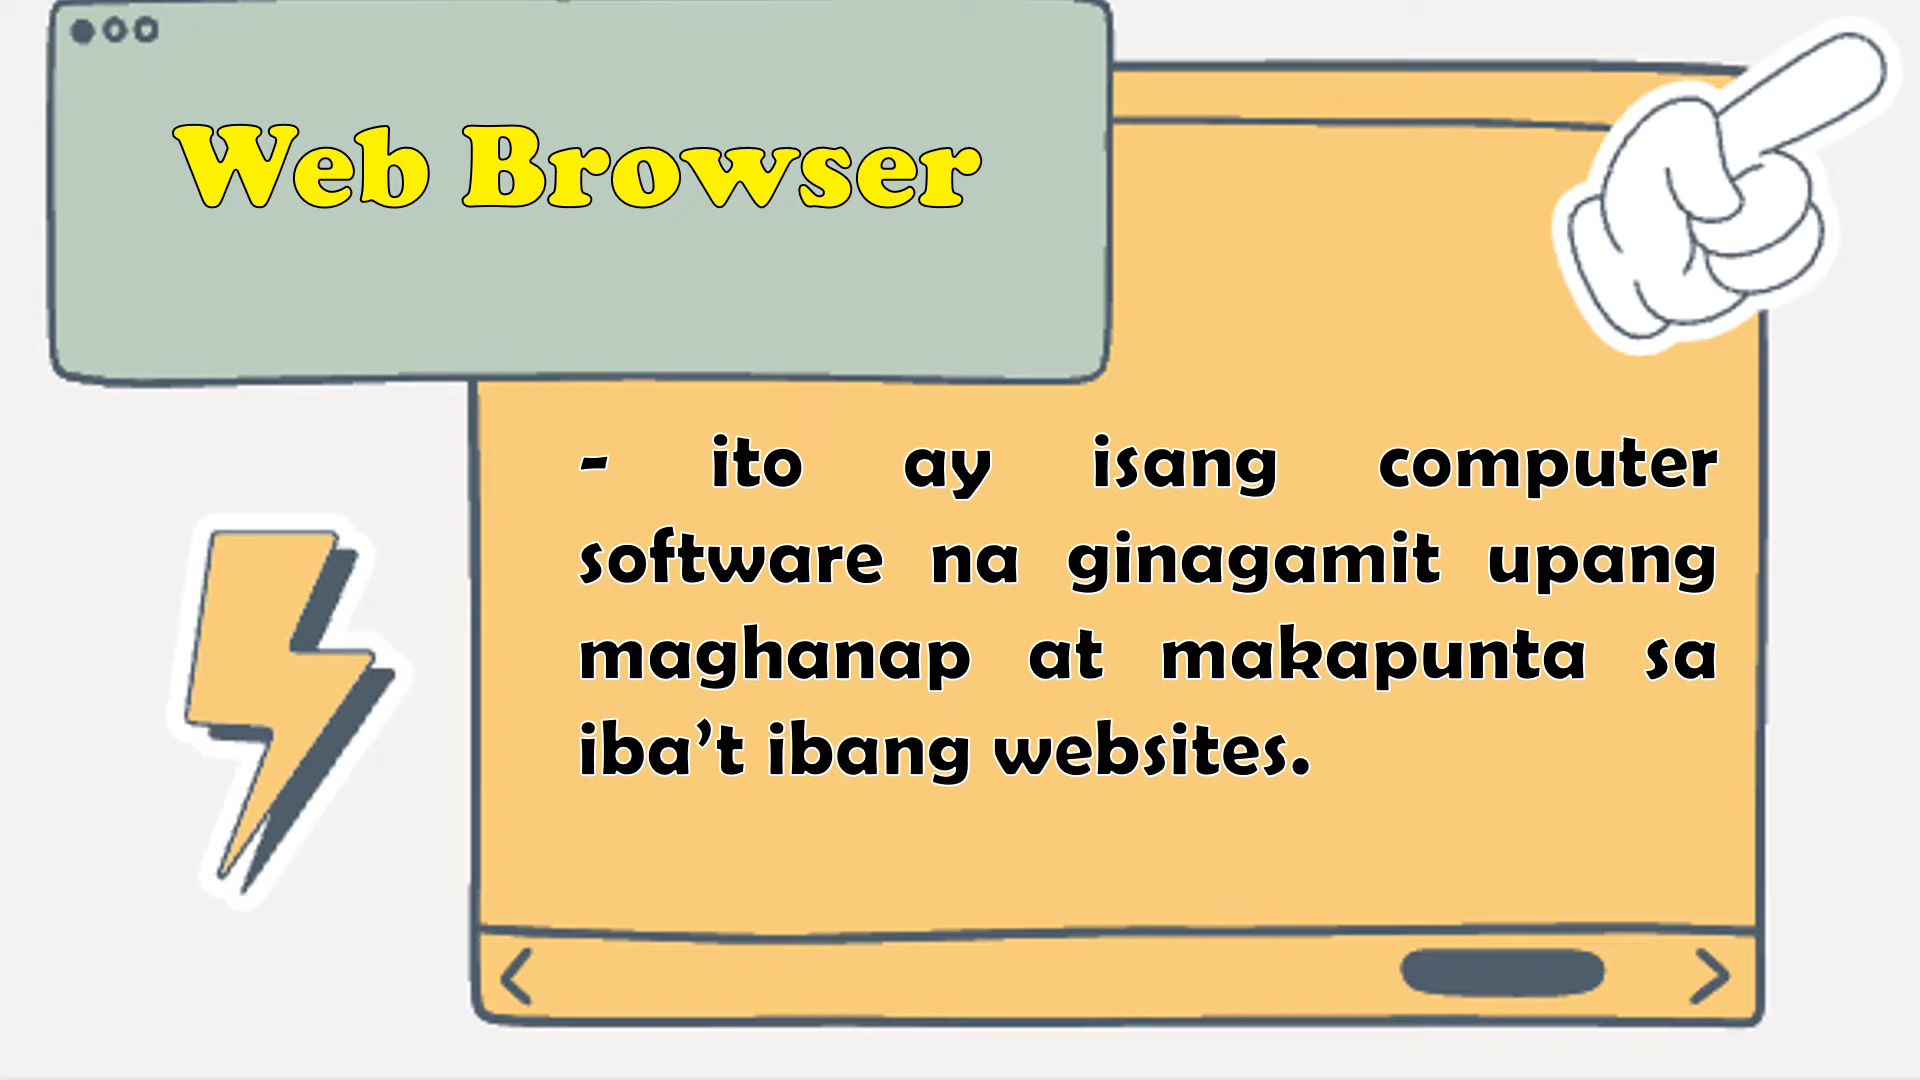 Web Browser
- ito ay isang computer
software na ginagamit upang
maghanap at makapunta sa
iba’t ibang websites.